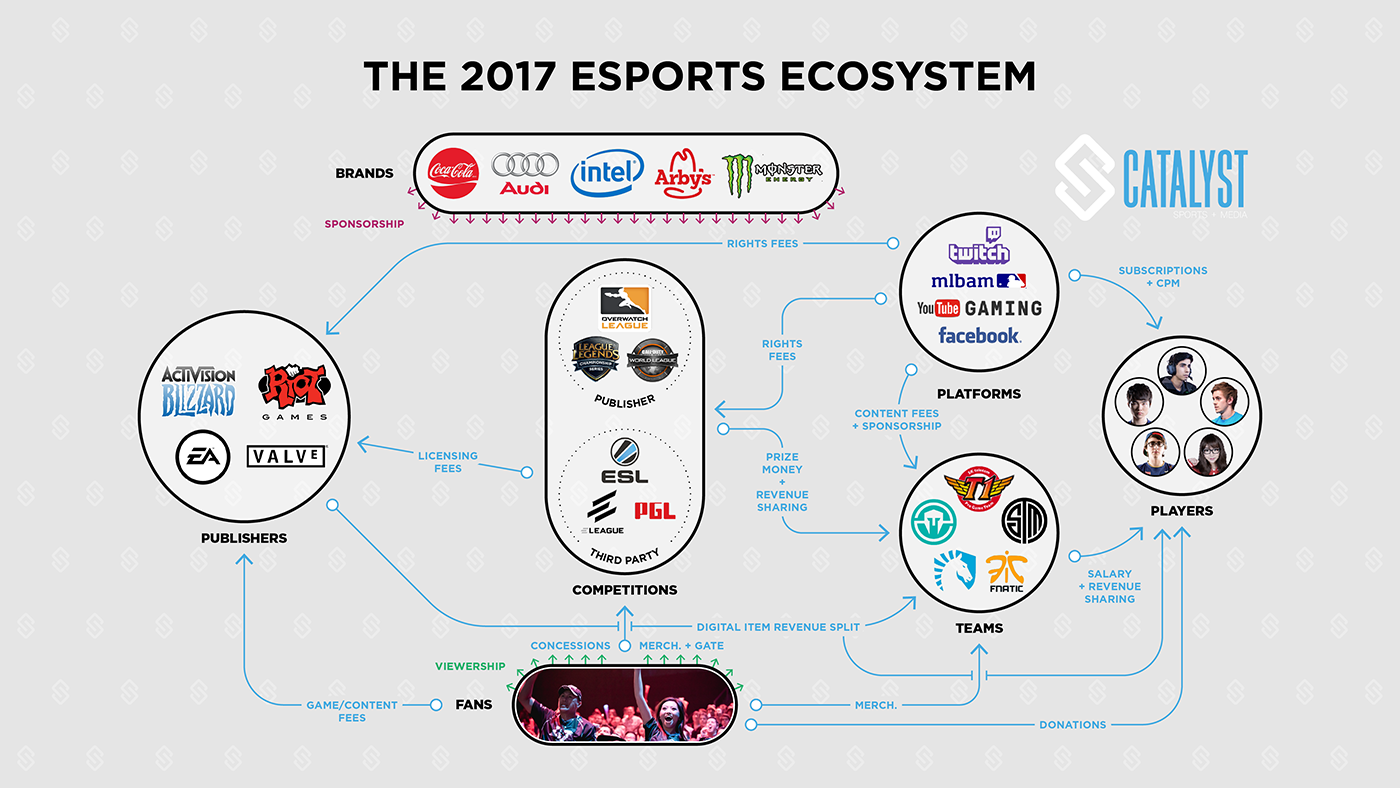 THE 2017 ESPORTS ECOSYSTEM
BRANDS
Coca-Cola
Audi
intel
Arby's
MONSTER
ENERGY
CATALYST
SPORTS + MEDIA
SPONSORSHIP
RIGHTS FEES
twitch
mlbam
YouTube GAMING
facebook
PLATFORMS
SUBSCRIPTIONS
+ CPM
OVERWATCH
LEAGUE
LEAGUE
LEGENDS
CHAMPIONSHIP
SERIES
CALL OF DUTY
WORLD LEAGUE
PUBLISHER
ESL
ELEAGUE
PGL
THIRD PARTY
COMPETITIONS
RIGHTS
FEES
ACTIVISION
BLIZZARD
RIOT
GAMES
EA
VALVE
PUBLISHERS
LICENSING
FEES
CONTENT FEES
+ SPONSORSHIP
PRIZE
MONEY
+
REVENUE
SHARING
T1
TSM
FNATIC
TEAMS
PLAYERS
SALARY
+ REVENUE
SHARING
DIGITAL ITEM REVENUE SPLIT
CONCESSIONS
MERCH. + GATE
VIEWERSHIP
GAME/CONTENT
FEES
FANS
MERCH.
DONATIONS